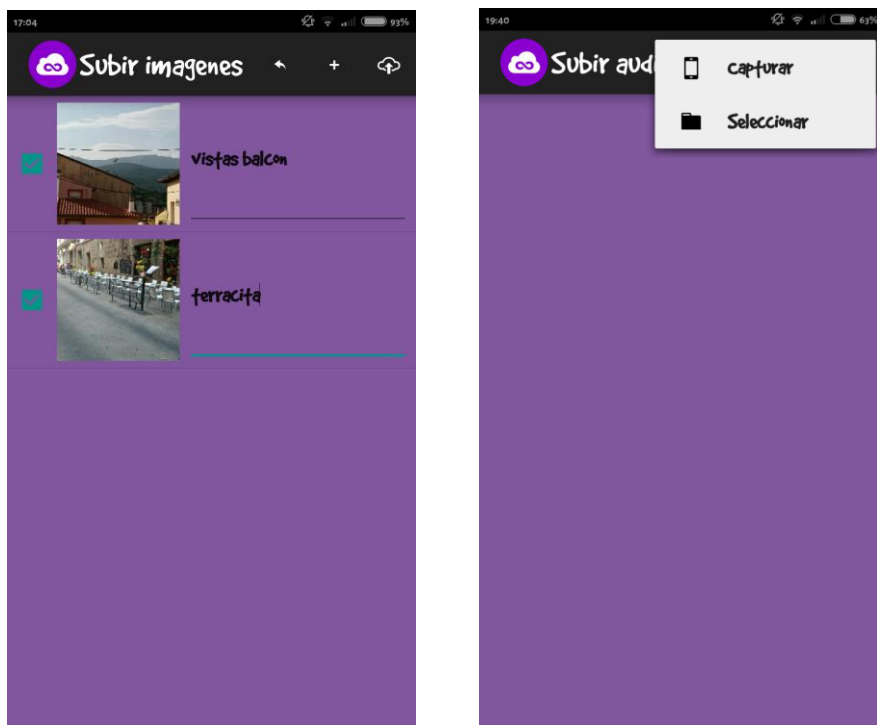 17:04
93%
Subir imagenes
vistas balcon
terracita
19:40
63%
Subir aud
Capturar
Seleccionar